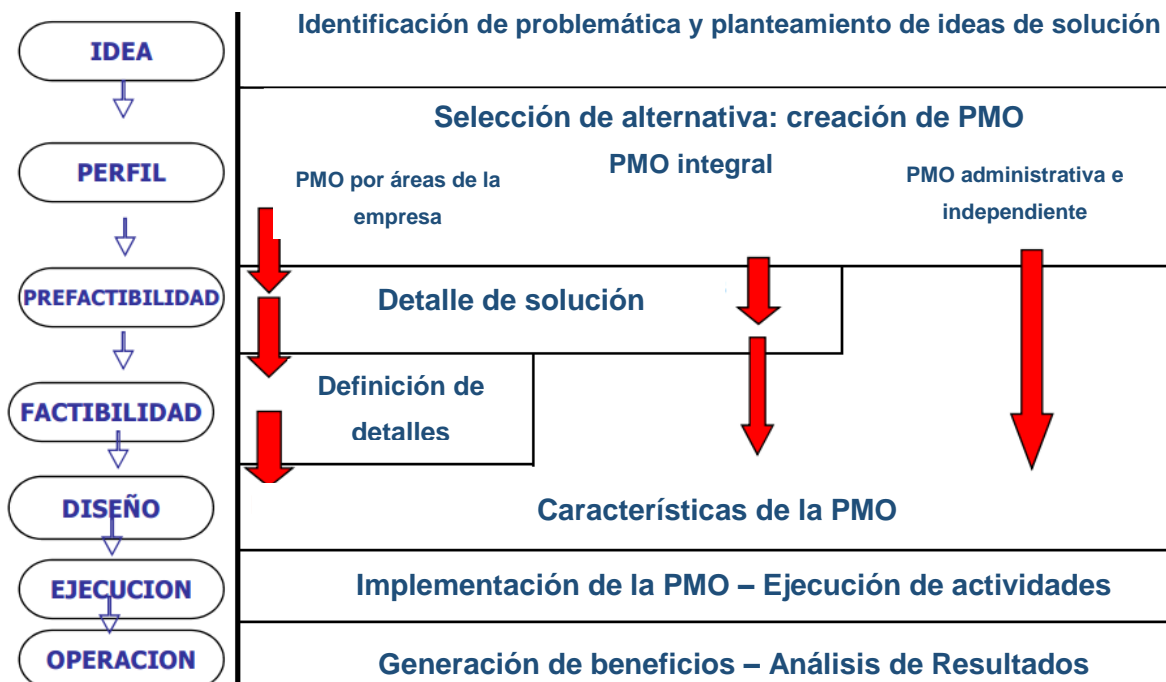 IDEA
Identificación de problemática y planteamiento de ideas de solución
PERFIL
Selección de alternativa: creación de PMO
PMO por áreas de la
empresa
PMO integral
PMO administrativa e
independiente
PREFACTIBILIDAD
Detalle de solución
FACTIBILIDAD
Definición de
detalles
DISEÑO
Características de la PMO
EJECUCION
Implementación de la PMO – Ejecución de actividades
OPERACION
Generación de beneficios – Análisis de Resultados